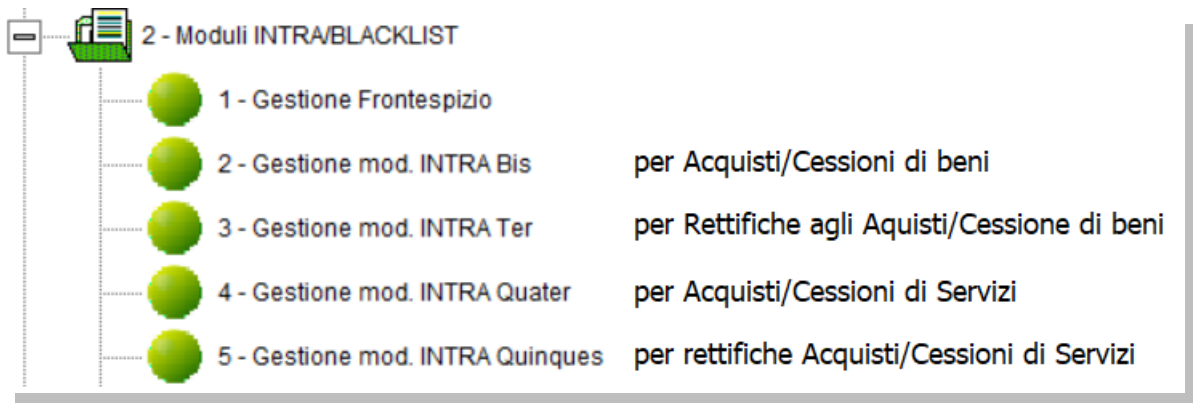 2 - Moduli INTRA/BLACKLIST
1 - Gestione Frontespizio
2 - Gestione mod. INTRA Bis per Acquisti/Cessioni di beni
3 - Gestione mod. INTRA Ter per Rettifiche agli Aquisti/Cessione di beni
4 - Gestione mod. INTRA Quater per Acquisti/Cessioni di Servizi
5 - Gestione mod. INTRA Quinques per rettifiche Acquisti/Cessioni di Servizi